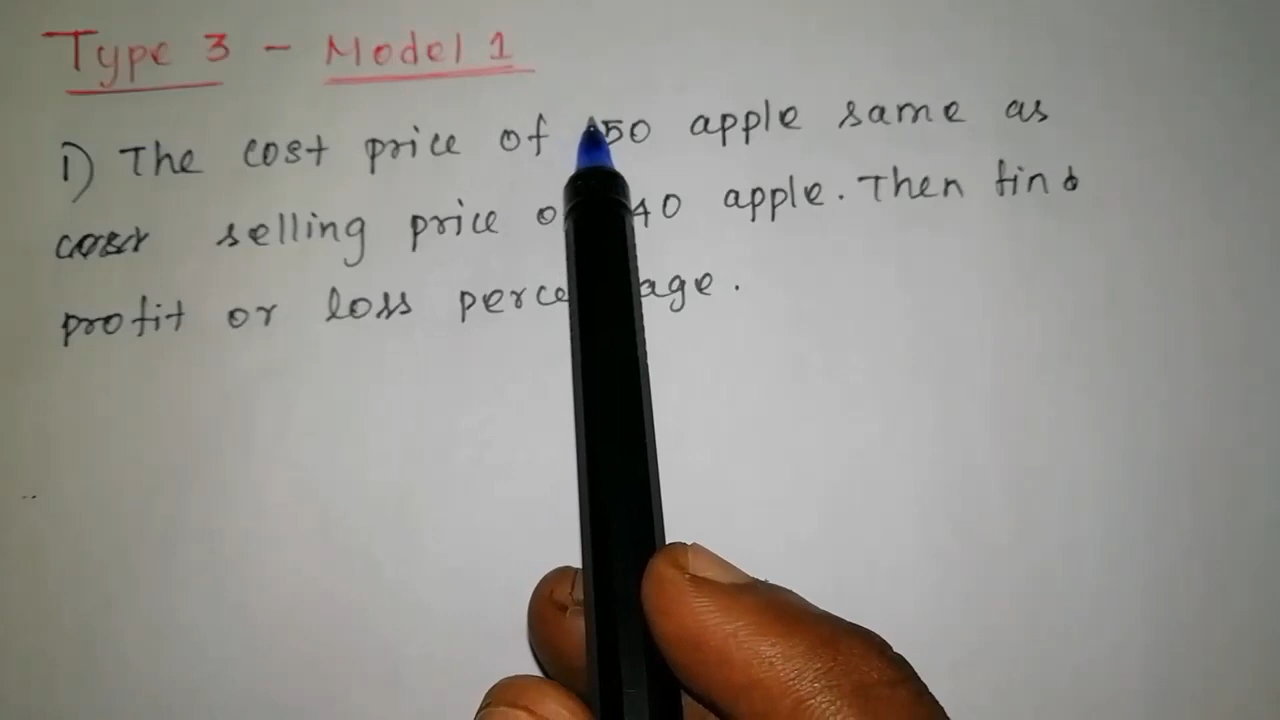 Type 3 - Model 1
1) The cost price of 50 apple same as
selling price 40 apple. Then find
profit or loss